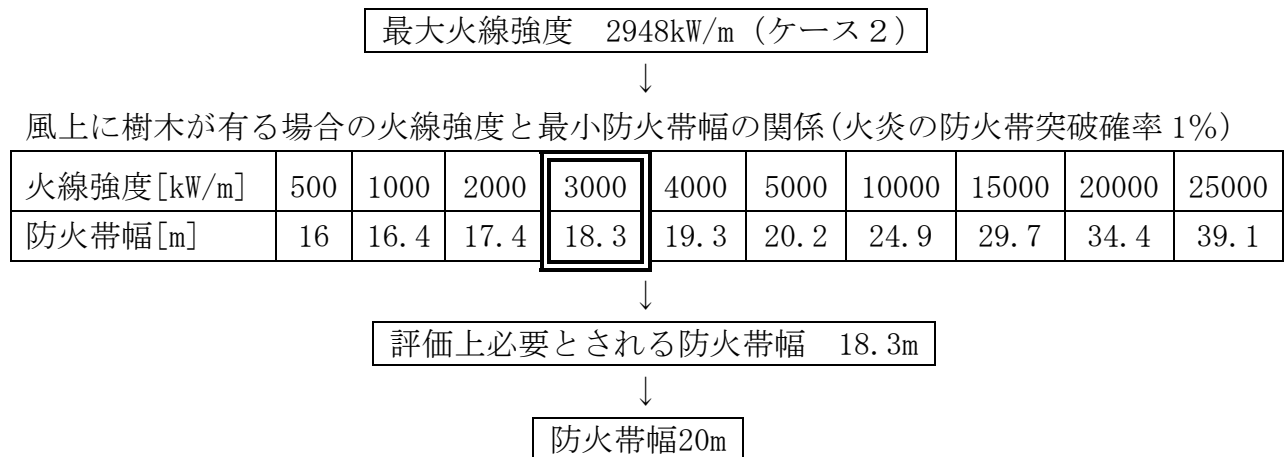 最大火線強度 2948kW/m (ケース2)
↓
風上に樹木が有る場合の火線強度と最小防火帯幅の関係(火炎の防火帯突破確率1%)
火線強度[kW/m] 500 1000 2000 3000 4000 5000 10000 15000 20000 25000
防火帯幅[m] 16 16.4 17.4 18.3 19.3 20.2 24.9 29.7 34.4 39.1
↓
評価上必要とされる防火帯幅 18.3m
↓
防火帯幅20m